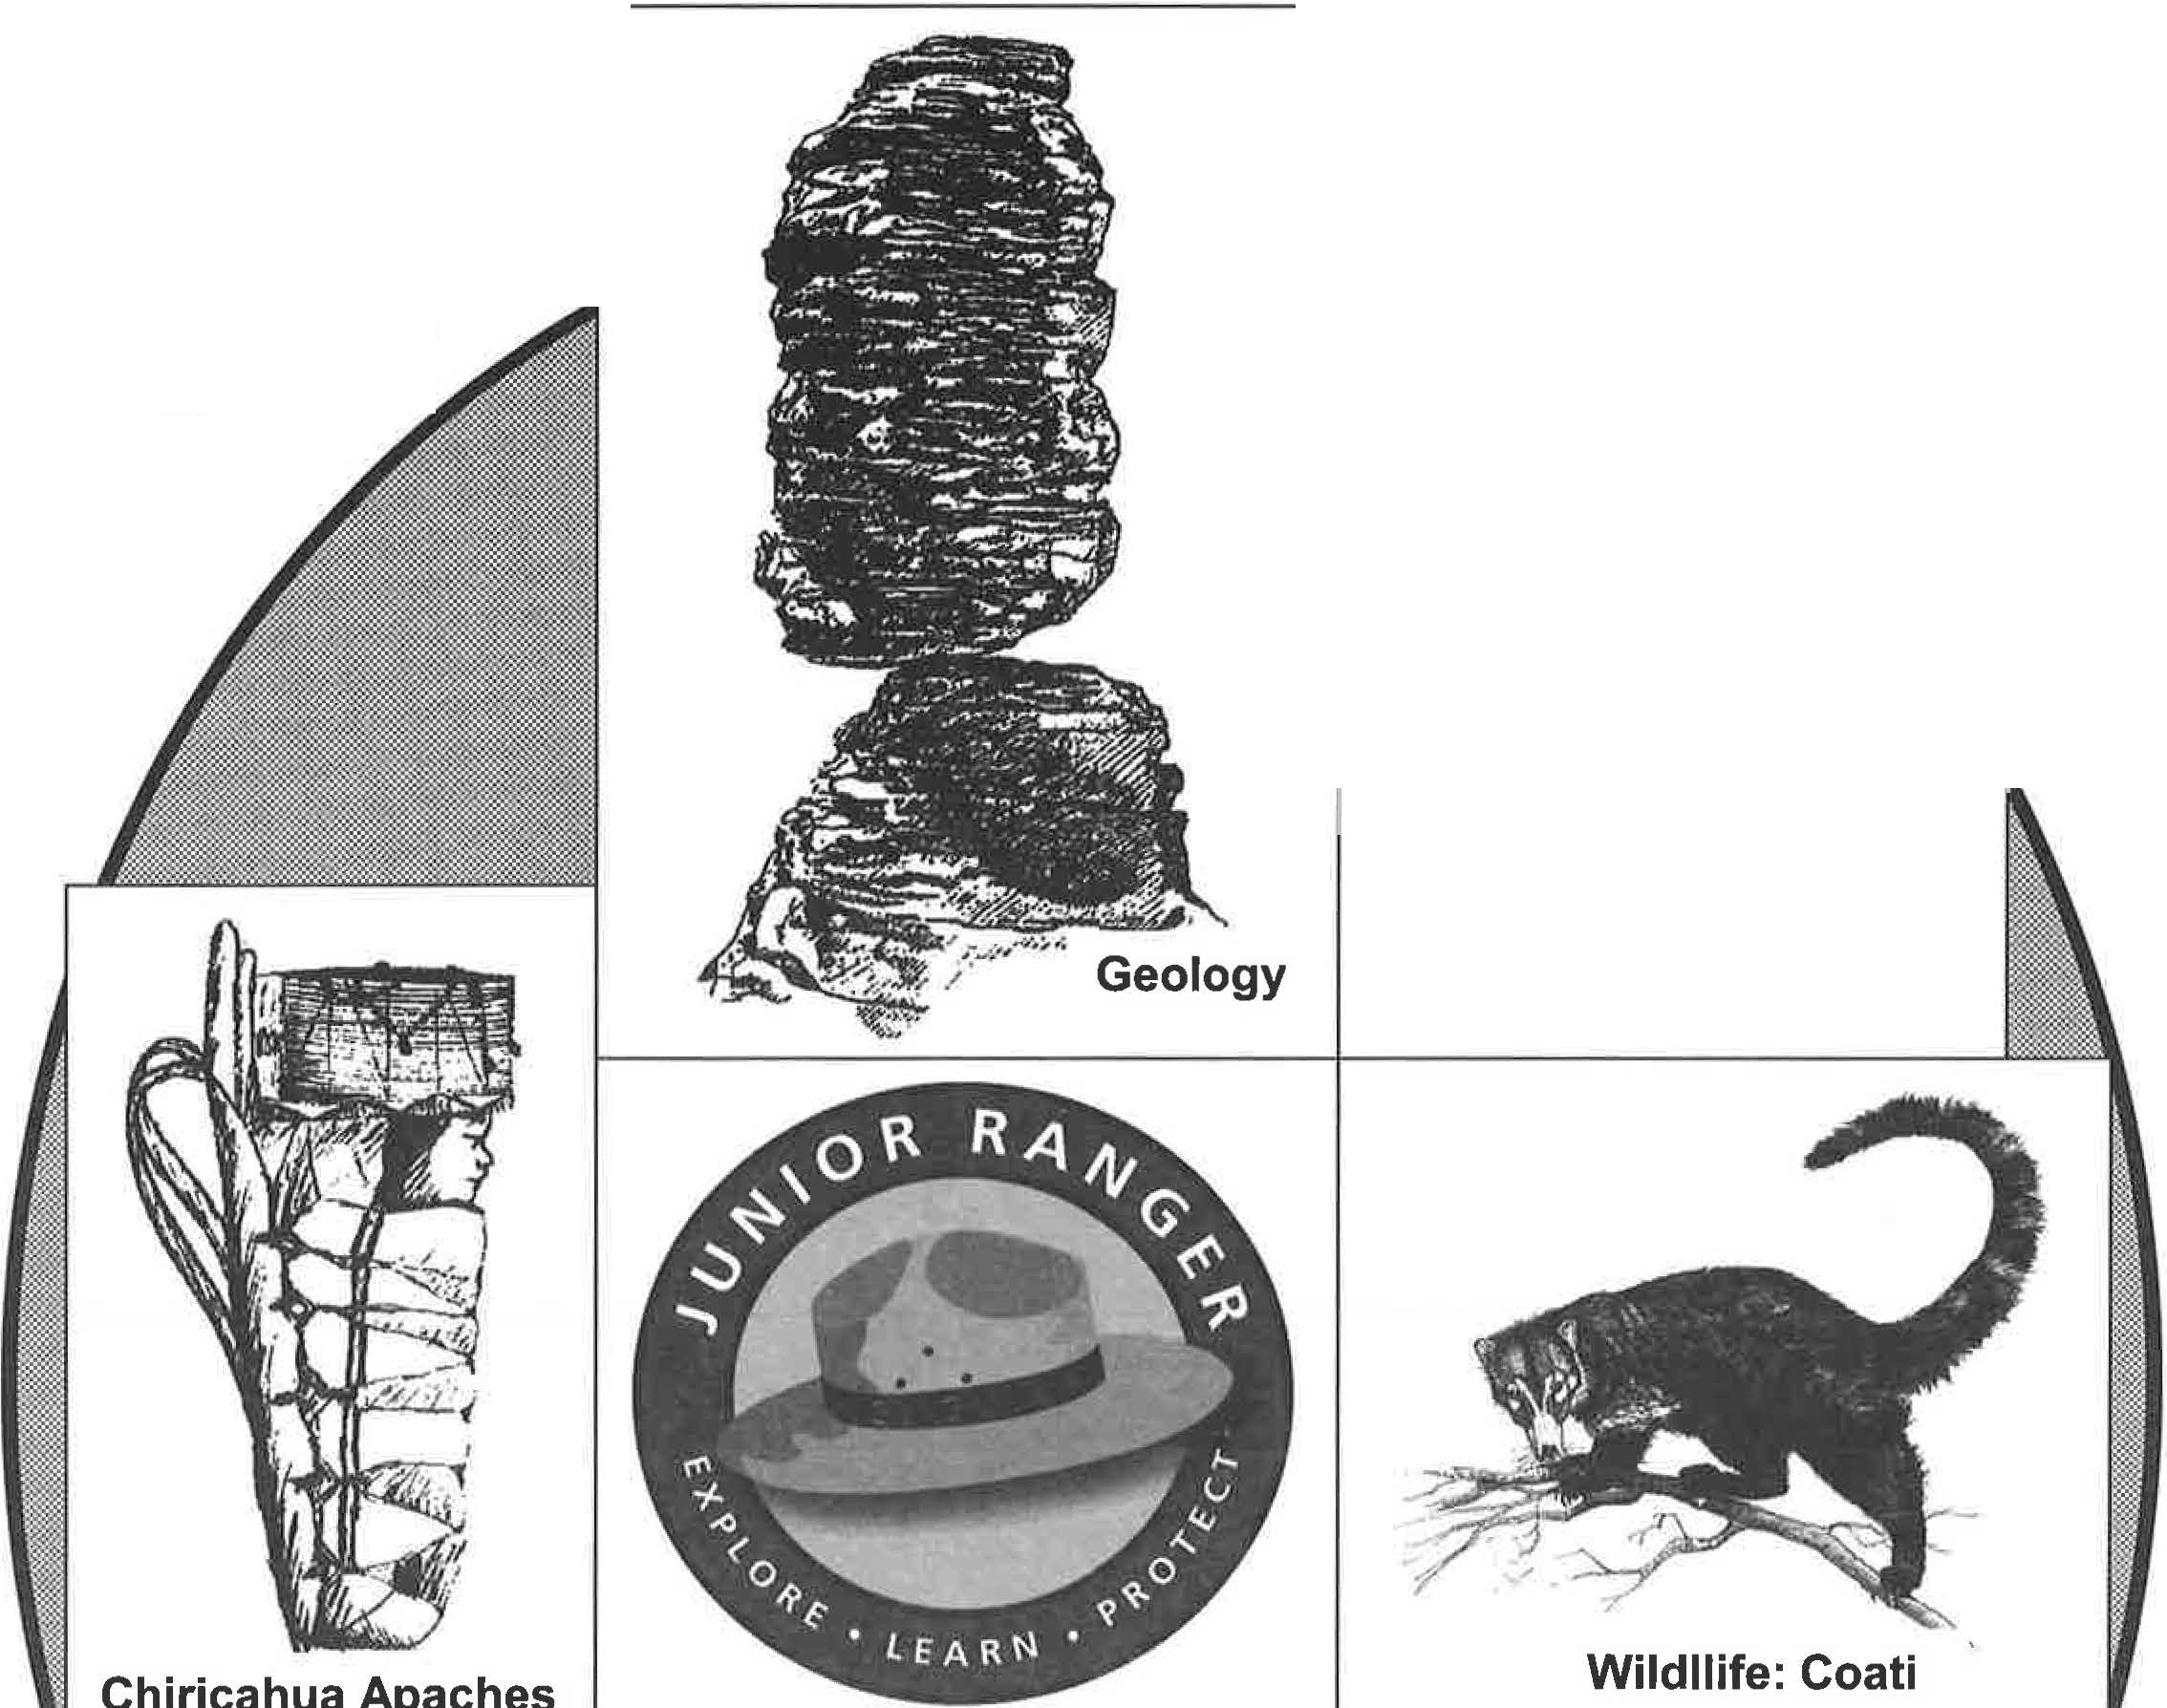 Geology
JUNIOR RANGER
EXPLORE • LEARN • PROTECT
Wildllife: Coati
Chiricahua Apaches